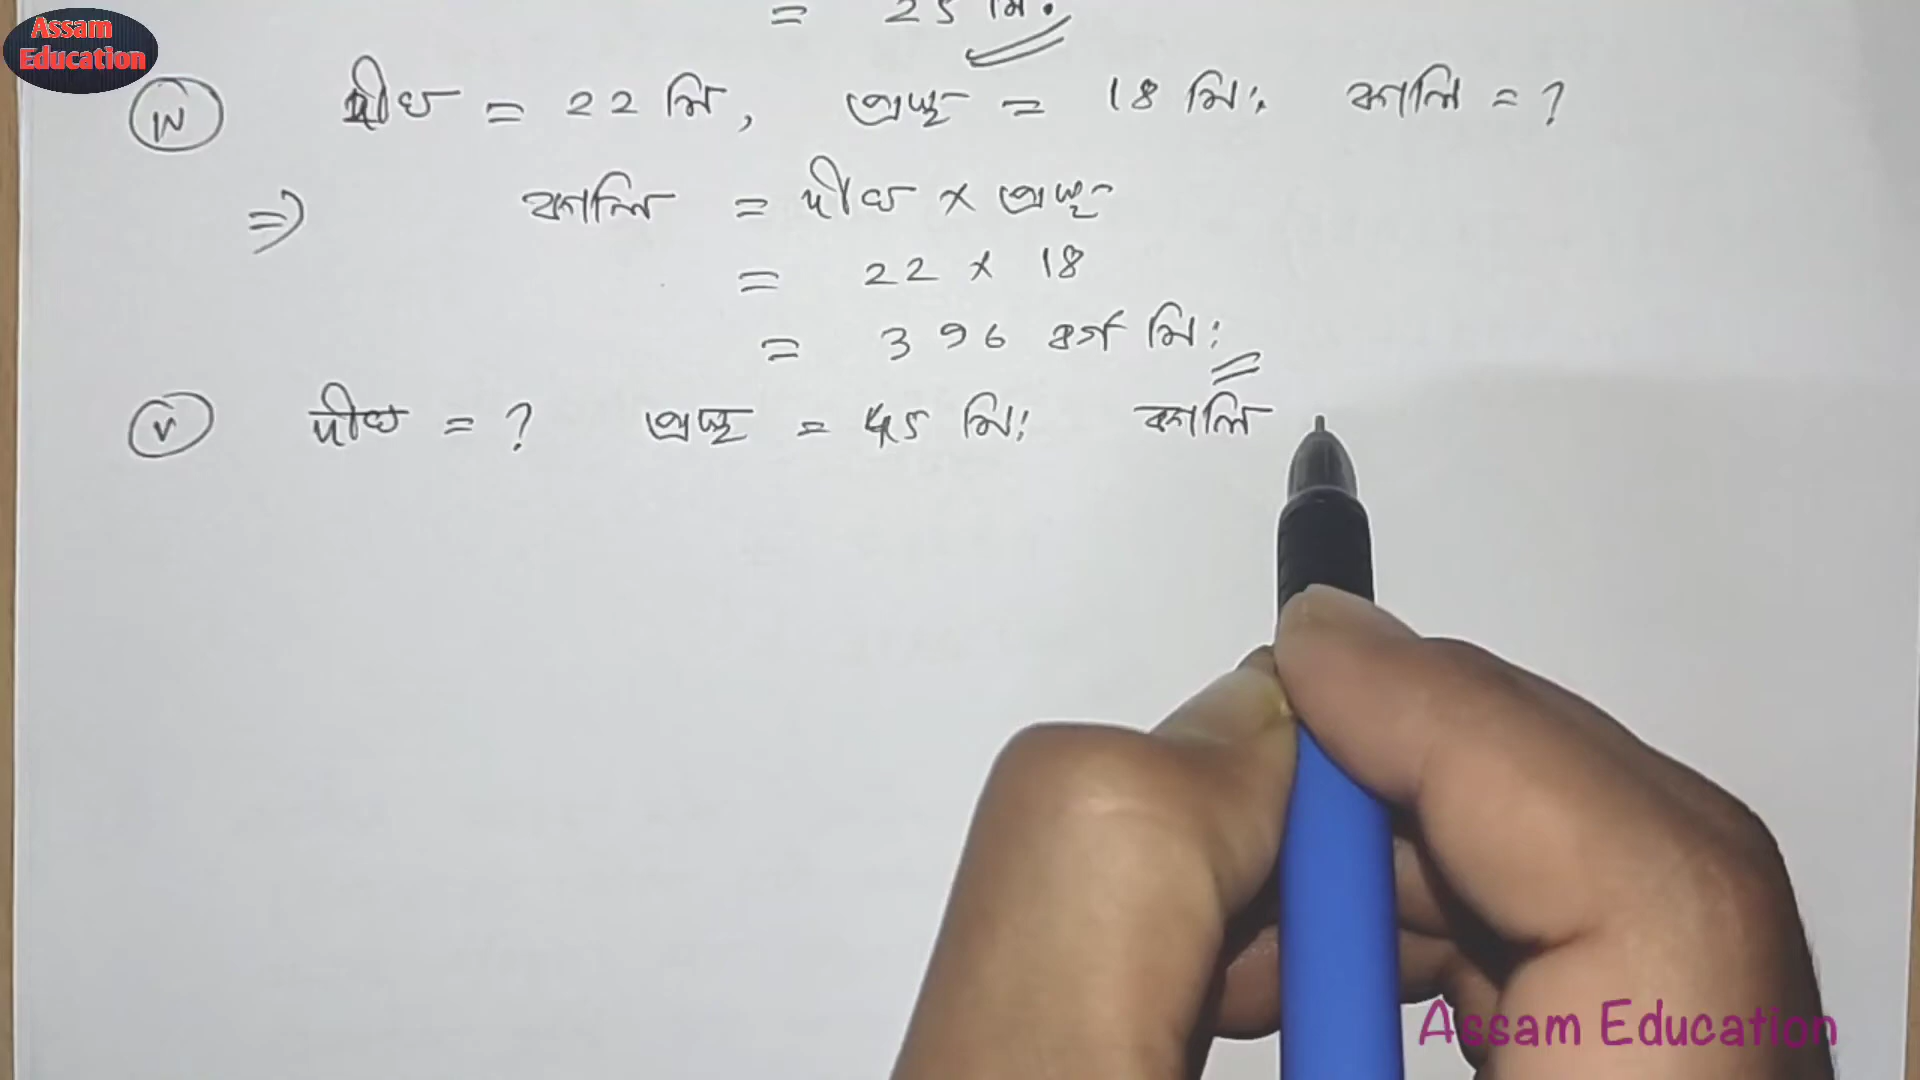 Assam
Education
= 25 মি.
iv দীঘ = 22 মি, প্ৰস্থ = 18 মি: কালি = ?
⇒ কালি = দীঘ × প্ৰস্থ
= 22 × 18
= 396 বৰ্গ মি:
v দীঘ = ? প্ৰস্থ = 45 মি: কালি
Assam Education